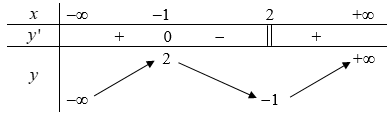 x −∞ −1 2 +∞
y' + 0 − || +
2 +∞
y
−∞ −1